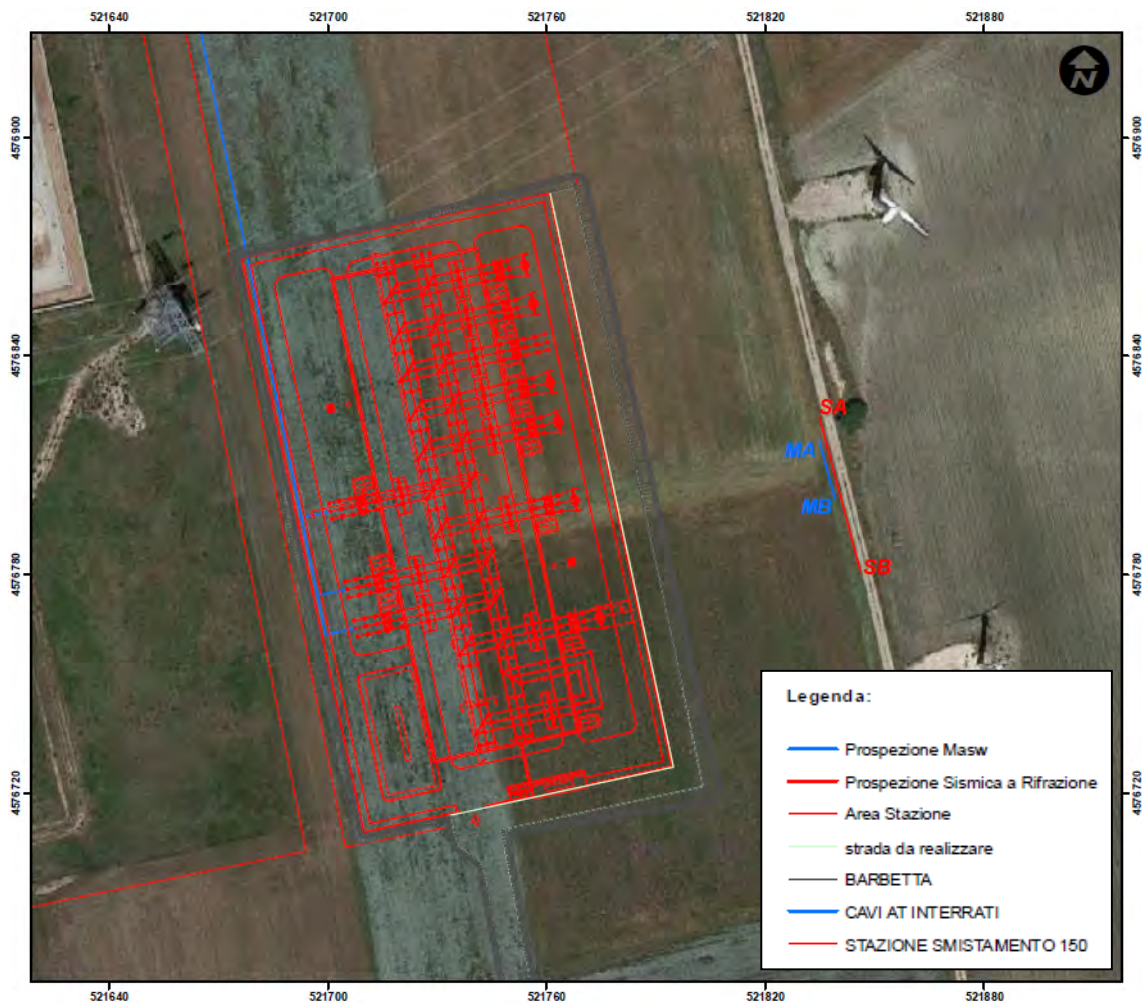 521640 521700 521760 521820 521880
N
4576900 4576900
4576840 4576840
SA
MA
MB
4576780 4576780
SB
Legenda:
Prospezione Masw
Prospezione Sismica a Rifrazione
Area Stazione
strada da realizzare
BARBETTA
CAVI AT INTERRATI
STAZIONE SMISTAMENTO 150
4576720 4576720
521640 521700 521760 521820 521880